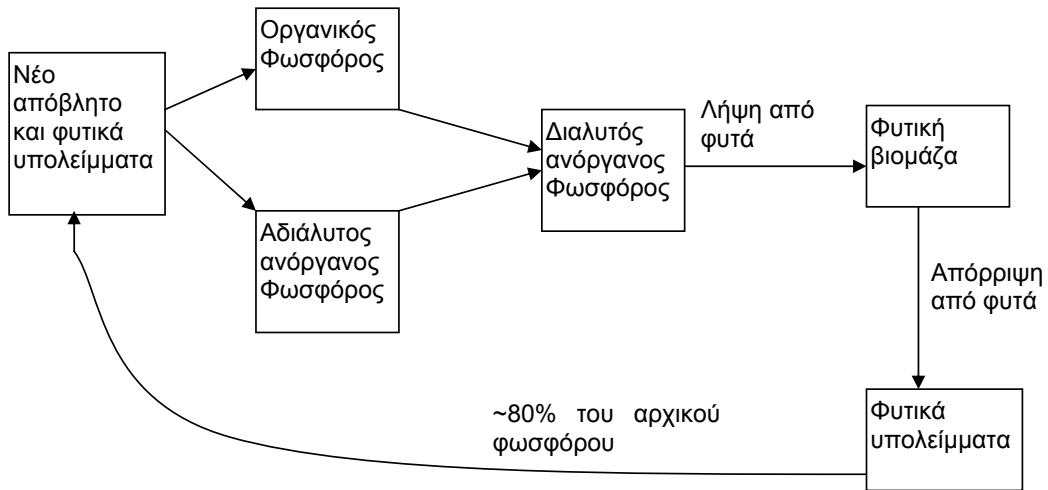 Νέο
απόβλητο
και φυτικά
υπολείμματα
Οργανικός
Φωσφόρος
Αδιάλυτος
ανόργανος
Φωσφόρος
Διαλυτός
ανόργανος
Φωσφόρος
Λήψη από
φυτά
Φυτική
βιομάζα
Απόρριψη
από φυτά
Φυτικά
υπολείμματα
~80% του αρχικού
φωσφόρου